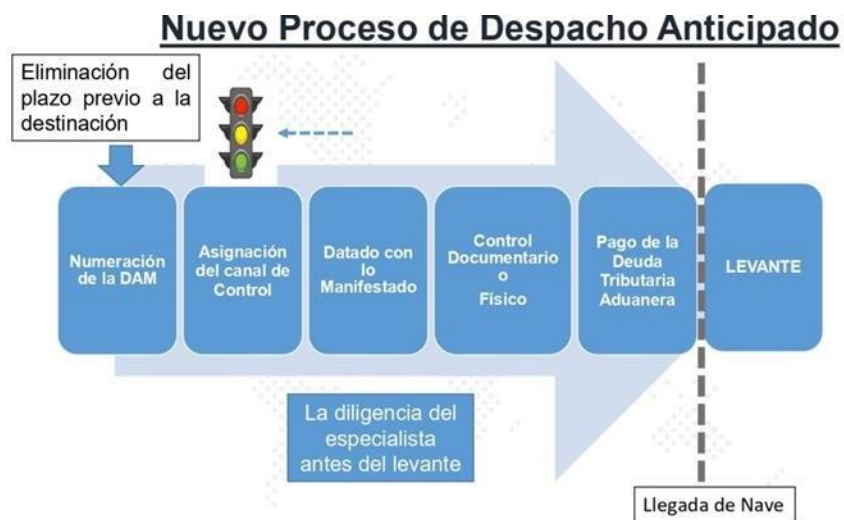 Nuevo Proceso de Despacho Anticipado
Eliminación del
plazo previo a la
destinación
Numeración
de la DAM
Asignación
del canal de
Control
Datado con
lo
Manifestado
Control
Documentario
o
Físico
Pago de la
Deuda
Tributaria
Aduanera
LEVANTE
La diligencia del
especialista
antes del levante
Llegada de Nave